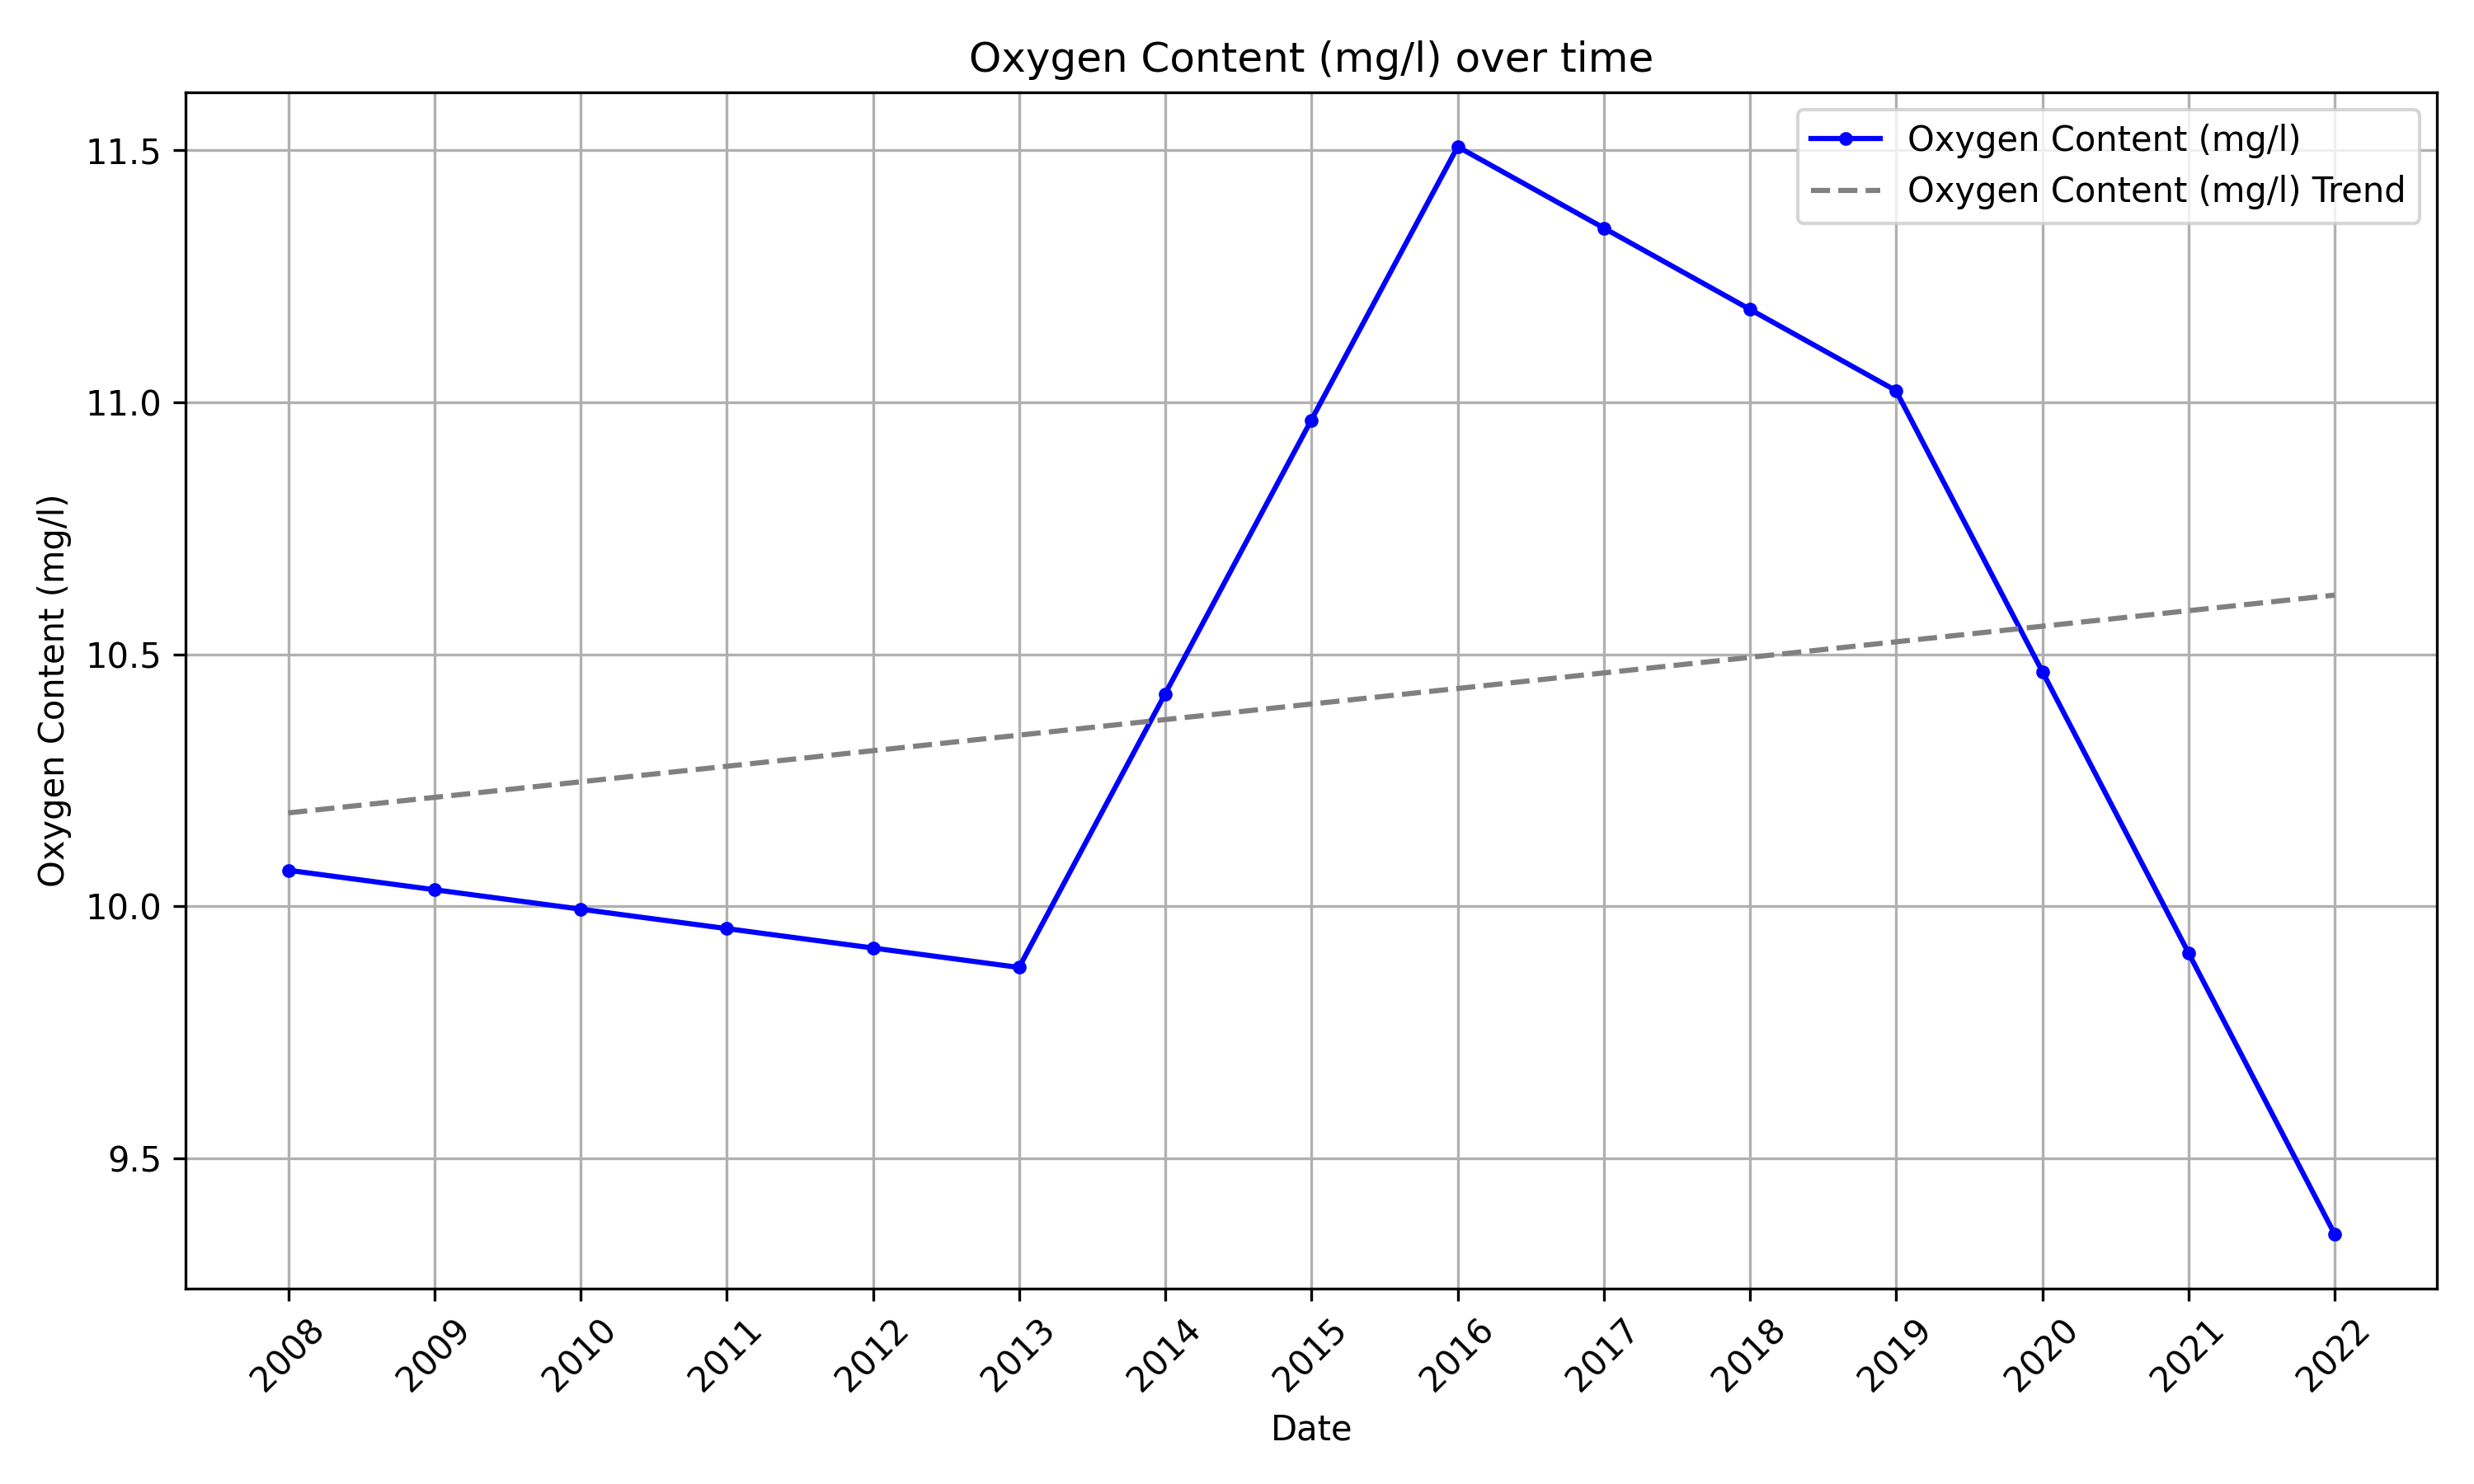 Oxygen Content (mg/l) over time
Oxygen Content (mg/l)
Oxygen Content (mg/l) Trend
Oxygen Content (mg/l)
11.5
11.0
10.5
10.0
9.5
2008 2009 2010 2011 2012 2013 2014 2015 2016 2017 2018 2019 2020 2021 2022
Date